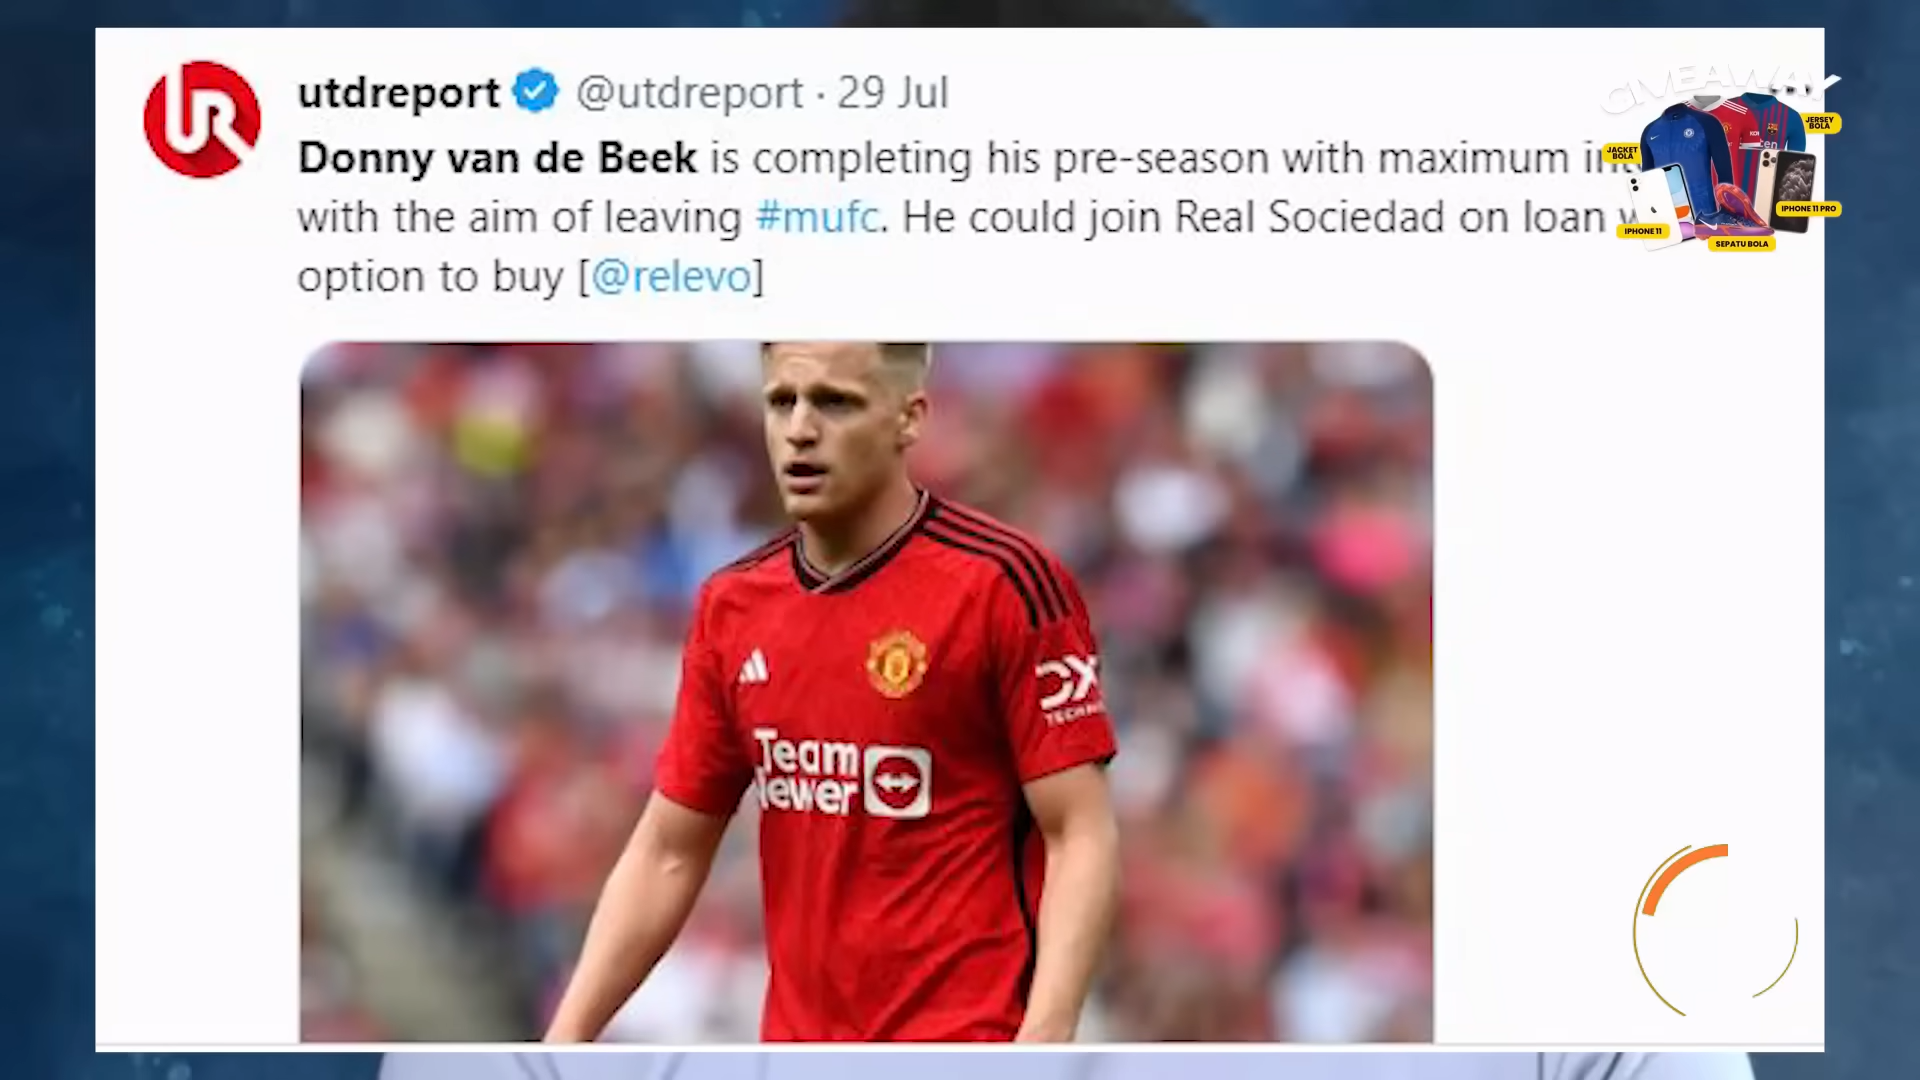 utdreport @utdreport · 29 Jul
Donny van de Beek is completing his pre-season with maximum
with the aim of leaving #mufc. He could join Real Sociedad on loan
option to buy [@relevo]
GIVEAWAY
JERSEY
BOLA
JACKET
BOLA
IPHONE 11 PRO
IPHONE 11
SEPATU BOLA
Team
TECH